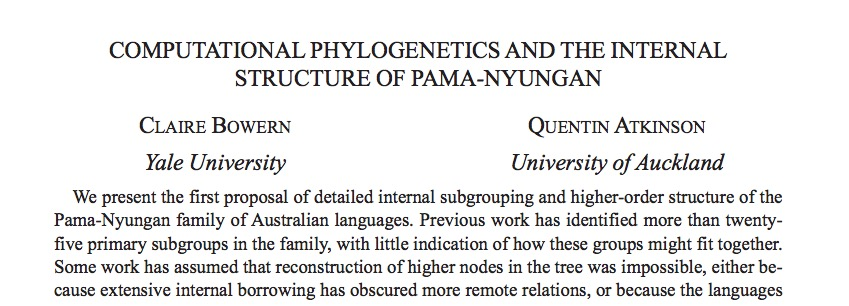 COMPUTATIONAL PHYLOGENETICS AND THE INTERNAL
STRUCTURE OF PAMA-NYUNGAN
CLAIRE BOWERN QUENTIN ATKINSON
Yale University University of Auckland
We present the first proposal of detailed internal subgrouping and higher-order structure of the
Pama-Nyungan family of Australian languages. Previous work has identified more than twenty-
five primary subgroups in the family, with little indication of how these groups might fit together.
Some work has assumed that reconstruction of higher nodes in the tree was impossible, either be-
cause extensive internal borrowing has obscured more remote relations, or because the languages